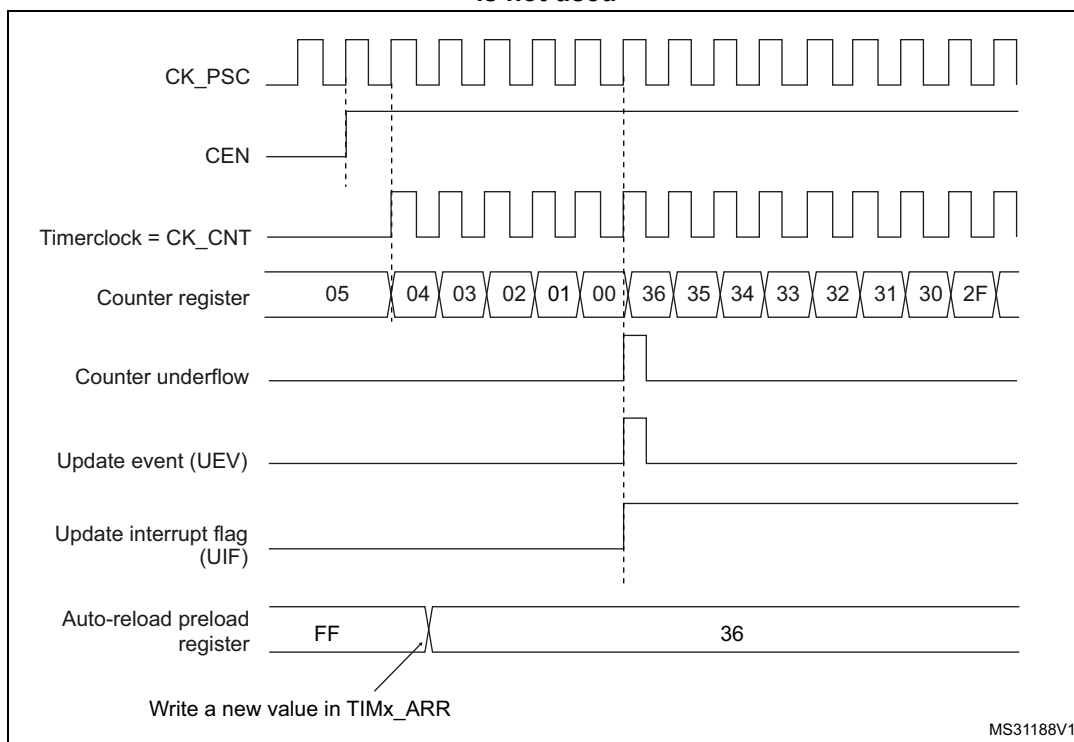 is not used
CK_PSC
CEN
Timerclock = CK_CNT
Counter register 05 04 03 02 01 00 36 35 34 33 32 31 30 2F
Counter underflow
Update event (UEV)
Update interrupt flag
(UIF)
Auto-reload preload
register
FF 36
Write a new value in TIMx_ARR
MS31188V1